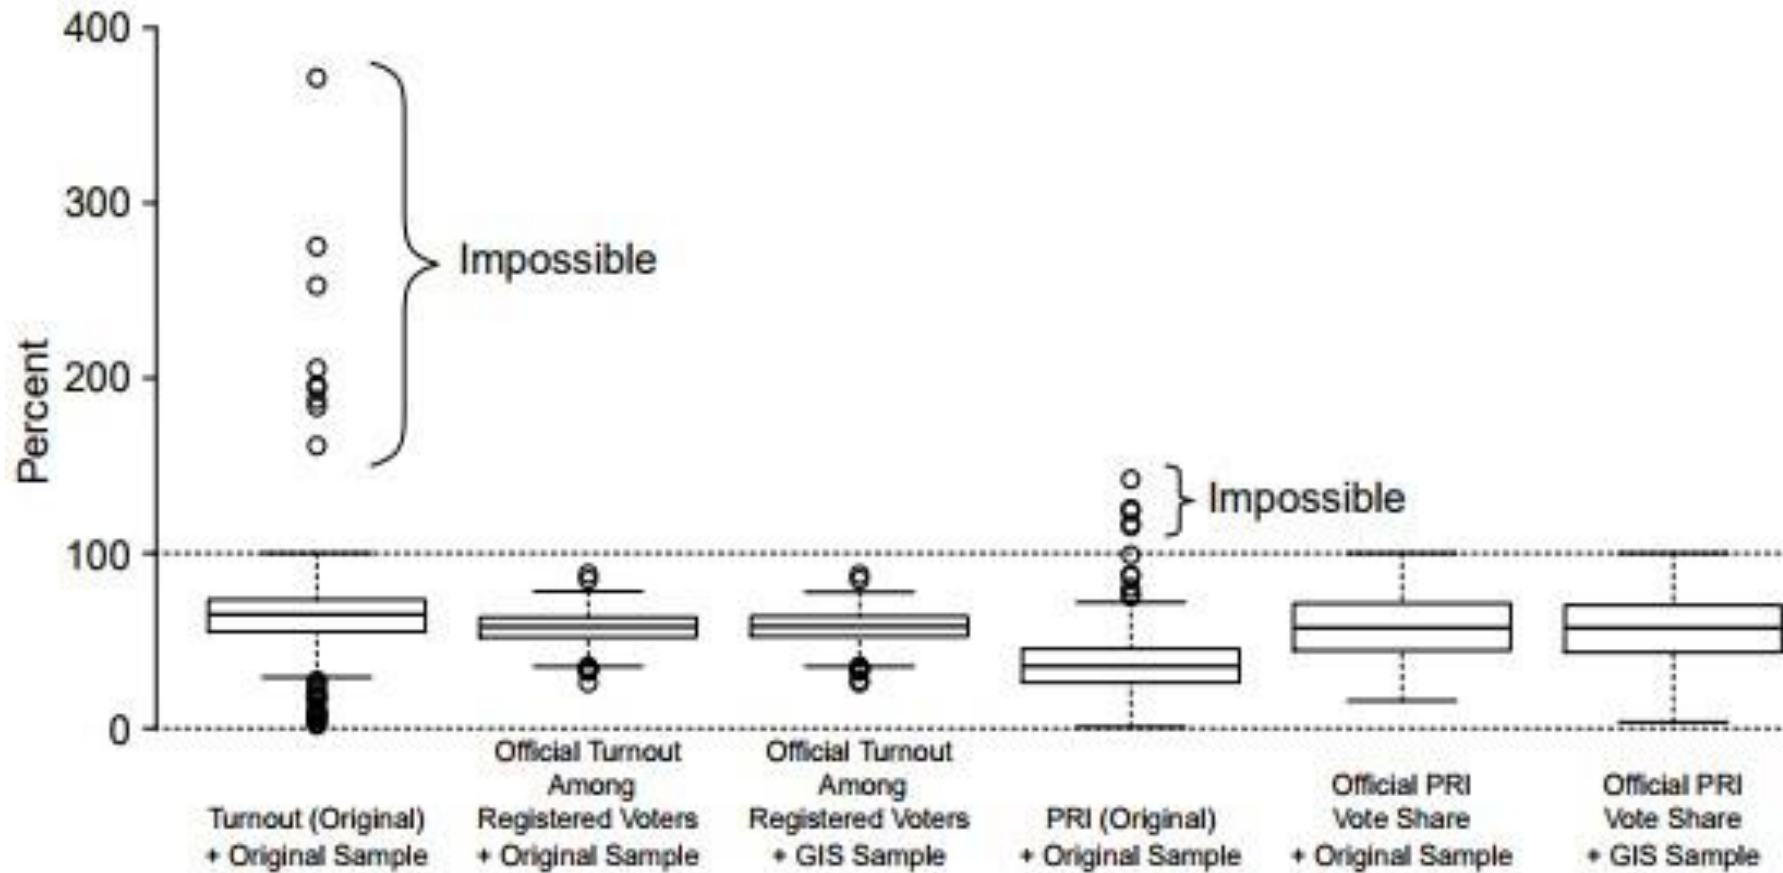 400
300
200
100
0
Percent
Impossible
Impossible
Turnout (Original)
+ Original Sample
Official Turnout
Among
Registered Voters
+ Original Sample
Official Turnout
Among
Registered Voters
+ GIS Sample
PRI (Original)
+ Original Sample
Official PRI
Vote Share
+ Original Sample
Official PRI
Vote Share
+ GIS Sample